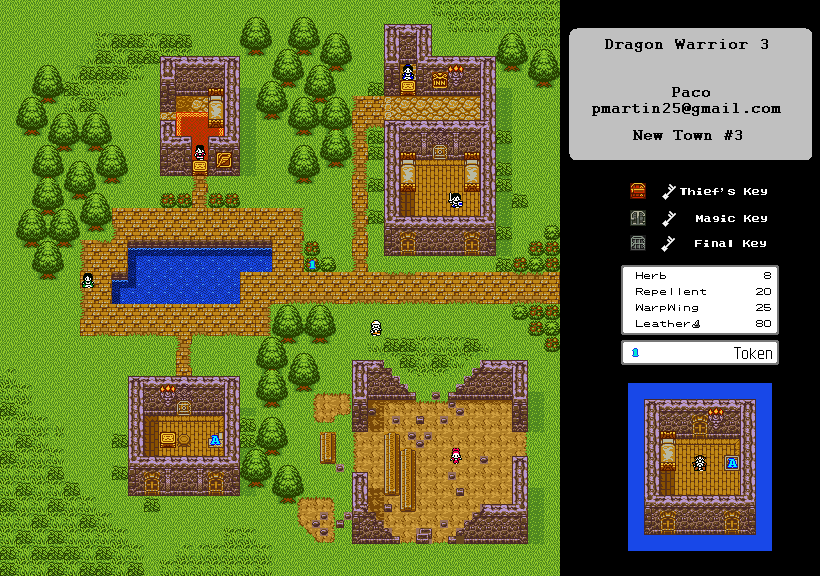 Dragon Warrior 3
Paco
pmartin25@gmail.com
New Town #3
INN
Thief's Key
Magic Key
Final Key
Herb 8
Repellent 20
WarpWing 25
Leather 80
Token